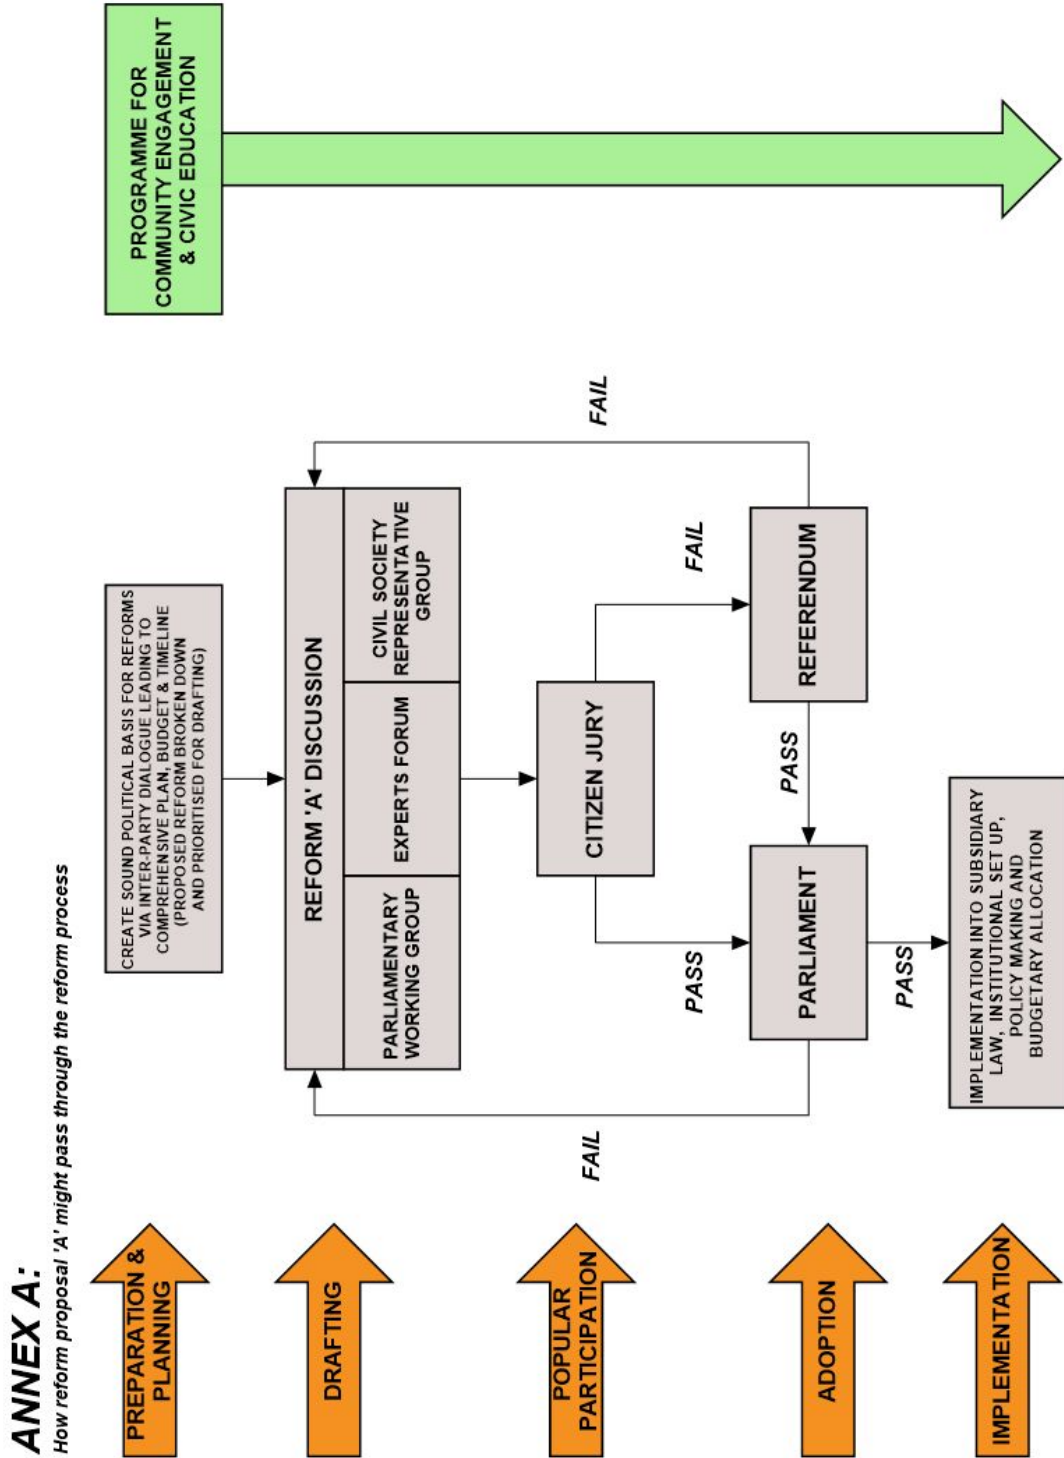 ANNEX A:
How reform proposal 'A' might pass through the reform process
PREPARATION &
PLANNING
CREATE SOUND POLITICAL BASIS FOR REFORMS
VIA INTER-PARTY DIALOGUE LEADING TO
COMPREHENSIVE PLAN, BUDGET & TIMELINE
(PROPOSED REFORM BROKEN DOWN
AND PRIORITISED FOR DRAFTING)
PROGRAMME FOR
COMMUNITY ENGAGEMENT
& CIVIC EDUCATION
DRAFTING
REFORM 'A' DISCUSSION
PARLIAMENTARY
WORKING GROUP
EXPERTS FORUM
CIVIL SOCIETY
REPRESENTATIVE
GROUP
POPULAR
PARTICIPATION
FAIL
CITIZEN JURY
FAIL
PASS
FAIL
ADOPTION
PARLIAMENT
PASS
REFERENDUM
PASS
IMPLEMENTATION
IMPLEMENTATION INTO SUBSIDIARY
LAW, INSTITUTIONAL SET UP,
POLICY MAKING AND
BUDGETARY ALLOCATION